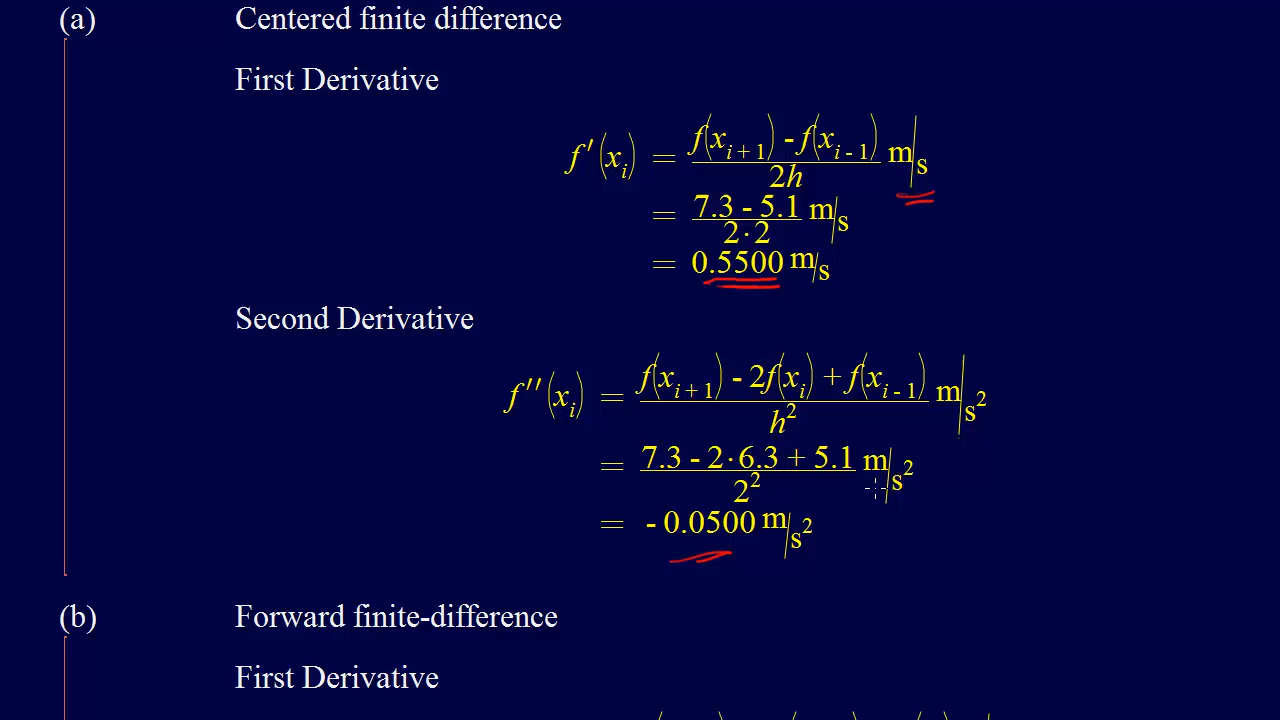 (a) Centered finite difference
First Derivative
f′(xᵢ) = f(xᵢ₊₁) - f(xᵢ₋₁) / 2h m/s
= 7.3 - 5.1 / 2·2 m/s
= 0.5500 m/s
Second Derivative
f′′(xᵢ) = f(xᵢ₊₁) - 2f(xᵢ) + f(xᵢ₋₁) / h² m/s²
= 7.3 - 2·6.3 + 5.1 / 2² m/s²
= - 0.0500 m/s²
(b) Forward finite-difference
First Derivative